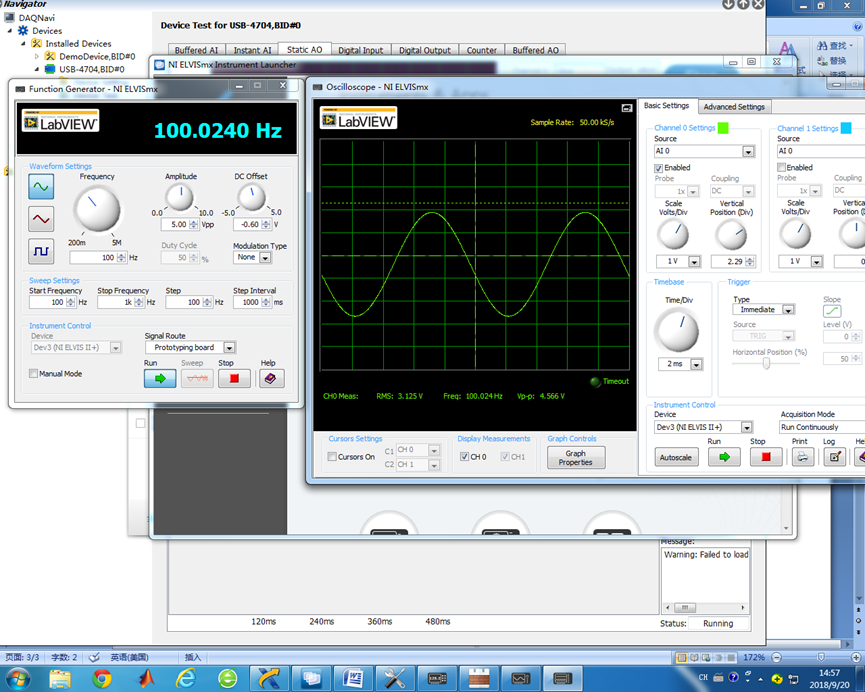 Navigator
DAQNavi
Devices
Installed Devices
DemoDevice,BID#0
USB-4704,BID#0
Device Test for USB-4704,BID#0
Buffered AI
Instant AI
Static AO
Digital Input
Digital Output
Counter
Buffered AO
查找
替换
选择
NI ELVISmx Instrument Launcher
Function Generator - NI ELVISmx
LabVIEW
100.0240 Hz
Waveform Settings
Frequency
Amplitude
DC Offset
0.0
10.0
-5.0
5.0
5.00
Vpp
-0.60
V
200m
5M
100
Hz
Duty Cycle
50
%
Modulation Type
None
Sweep Settings
Start Frequency
Stop Frequency
Step
Step Interval
100
Hz
1k
Hz
100
Hz
1000
ms
Instrument Control
Device
Signal Route
Dev3 (NI ELVIS II+)
Prototyping board
Run
Sweep
Stop
Help
Manual Mode
Oscilloscope - NI ELVISmx
LabVIEW
Sample Rate: 50.00 kS/s
Timeout
CH0 Meas:
RMS: 3.125 V
Freq: 100.024 Hz
Vp-p: 4.566 V
Cursors Settings
Cursors On
C1
CH 0
C2
CH 1
Display Measurements
CH 0
CH1
Graph Controls
Graph
Properties
Basic Settings
Advanced Settings
Channel 0 Settings
Source
AI 0
Enabled
Probe
Coupling
1x
DC
Scale
Volts/Div
Vertical
Position (Div)
1 V
2.29
Channel 1 Settings
Source
AI 0
Enabled
Probe
Coupling
1x
DC
Scale
Volts/Div
Vertica
Position
1 V
Timebase
Time/Div
2 ms
Trigger
Type
Immediate
Slope
Source
TRIG
Level (V)
0
Horizontal Position (%)
50
Instrument Control
Device
Acquisition Mode
Dev3 (NI ELVIS II+)
Run Continuously
Run
Stop
Print
Log
He
Autoscale
Message:
Warning: Failed to load
120ms
240ms
360ms
480ms
Status:
Running
页面: 3/3
字数: 2
英语(美国)
插入
172%
CH
14:57
2018/9/20